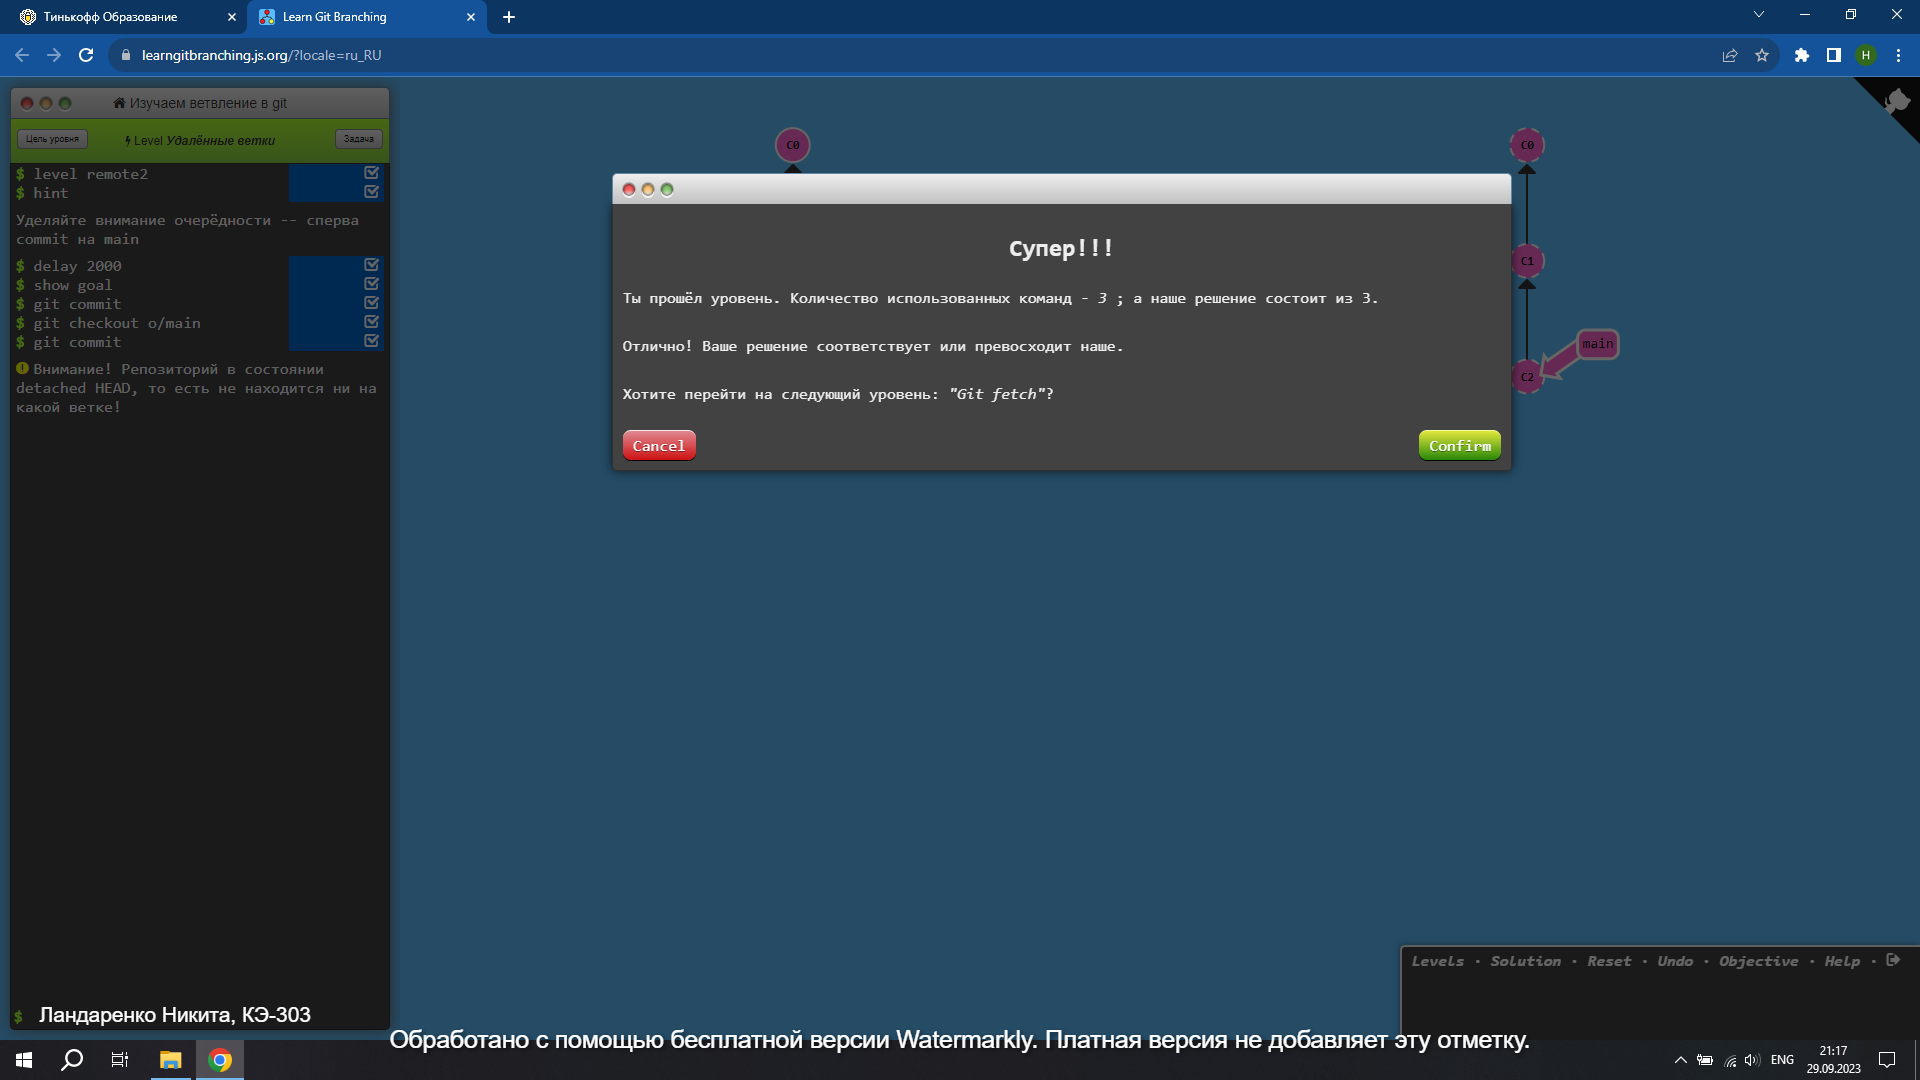 Тинькофф Образование
Learn Git Branching
learngitbranching.js.org/?locale=ru_RU
H
Изучаем ветвление в git
Цель уровня
Level Удалённые ветки
Задача
$ level remote2
$ hint
Уделяйте внимание очерёдности -- сперва
commit на main
$ delay 2000
$ show goal
$ git commit
$ git checkout o/main
$ git commit
Внимание! Репозиторий в состоянии
detached HEAD, то есть не находится ни на
какой ветке!
C0
C0
C1
main
C2
Супер!!!
Ты прошёл уровень. Количество использованных команд - 3 ; а наше решение состоит из 3.
Отлично! Ваше решение соответствует или превосходит наше.
Хотите перейти на следующий уровень: "Git fetch"?
Cancel
Confirm
Levels · Solution · Reset · Undo · Objective · Help ·
$ Ландаренко Никита, КЭ-303
Обработано с помощью бесплатной версии Watermarkly. Платная версия не добавляет эту отметку.
ENG
21:17
29.09.2023